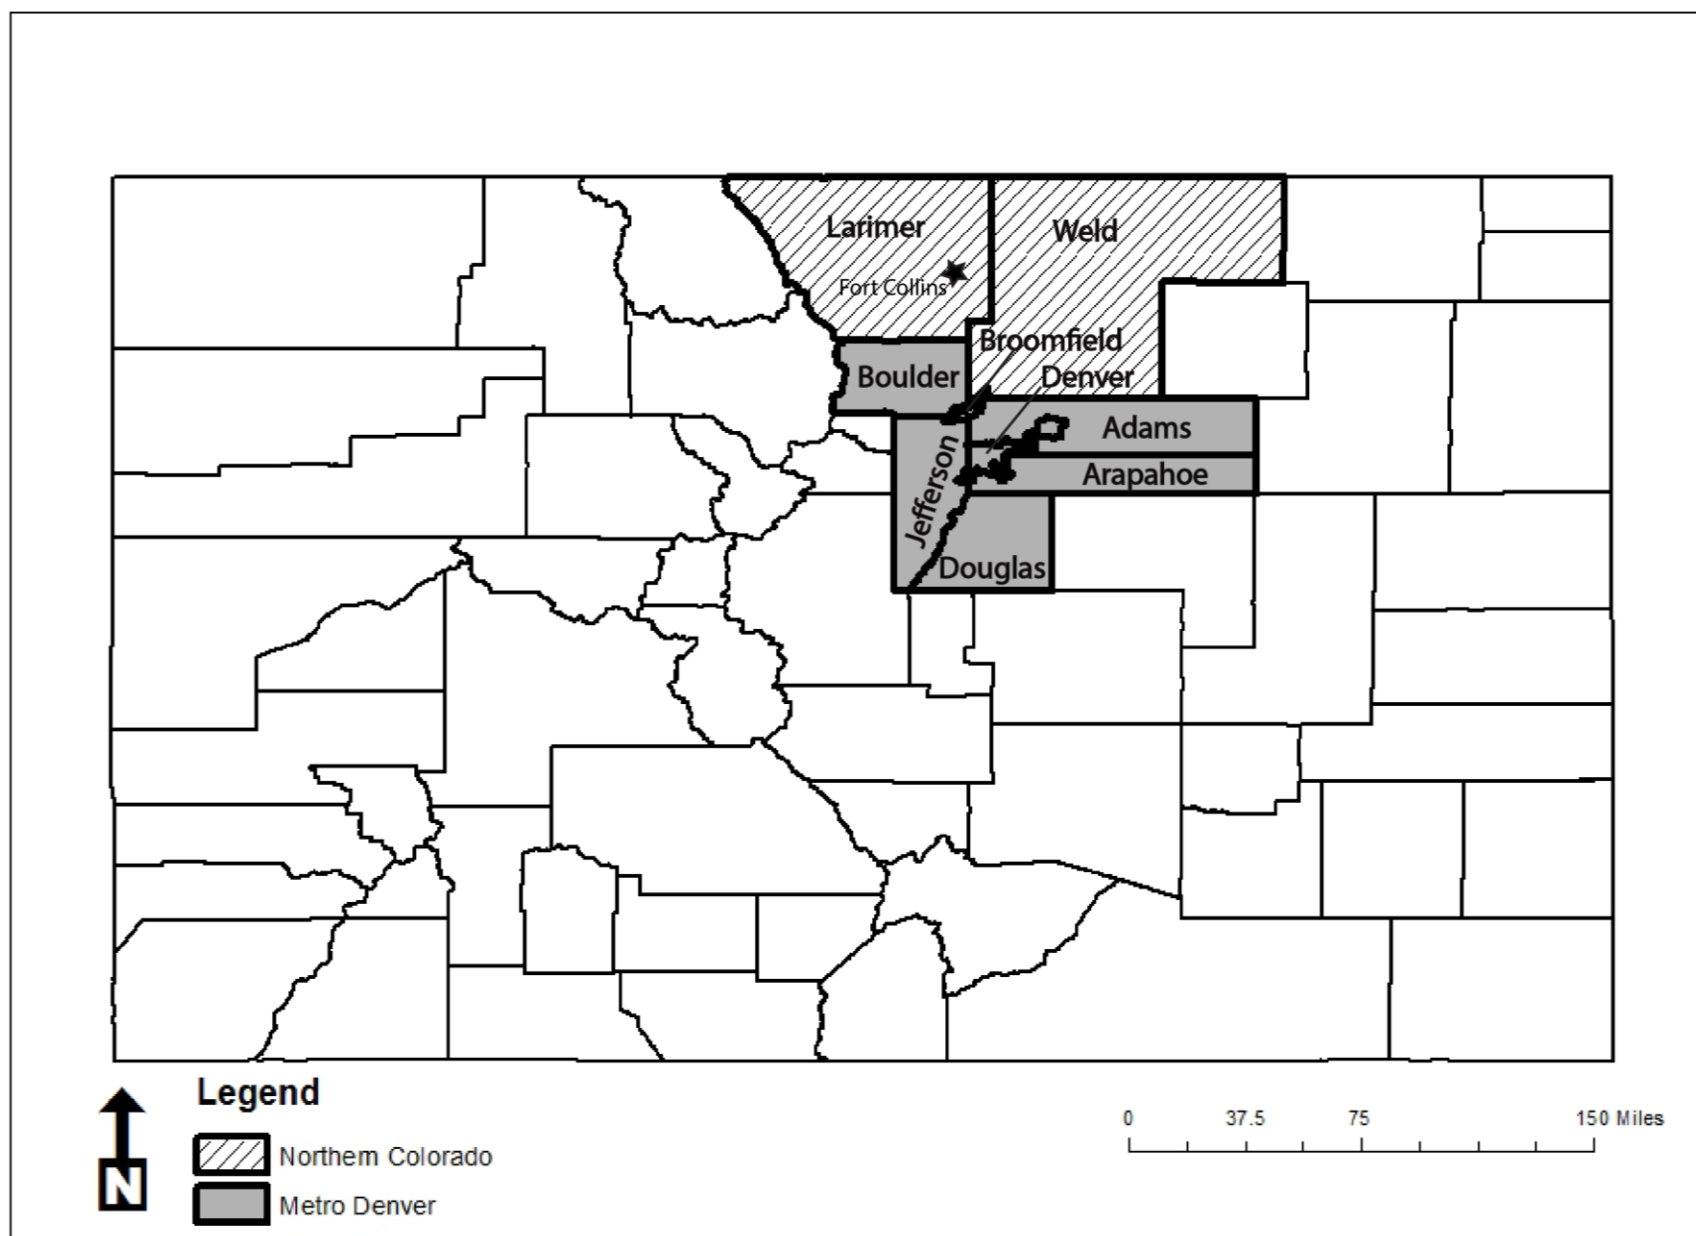 Larimer
Weld
Fort Collins
Broomfield
Boulder
Denver
Adams
Jefferson
Arapahoe
Douglas
Legend
Northern Colorado
Metro Denver
N
0 37.5 75 150 Miles